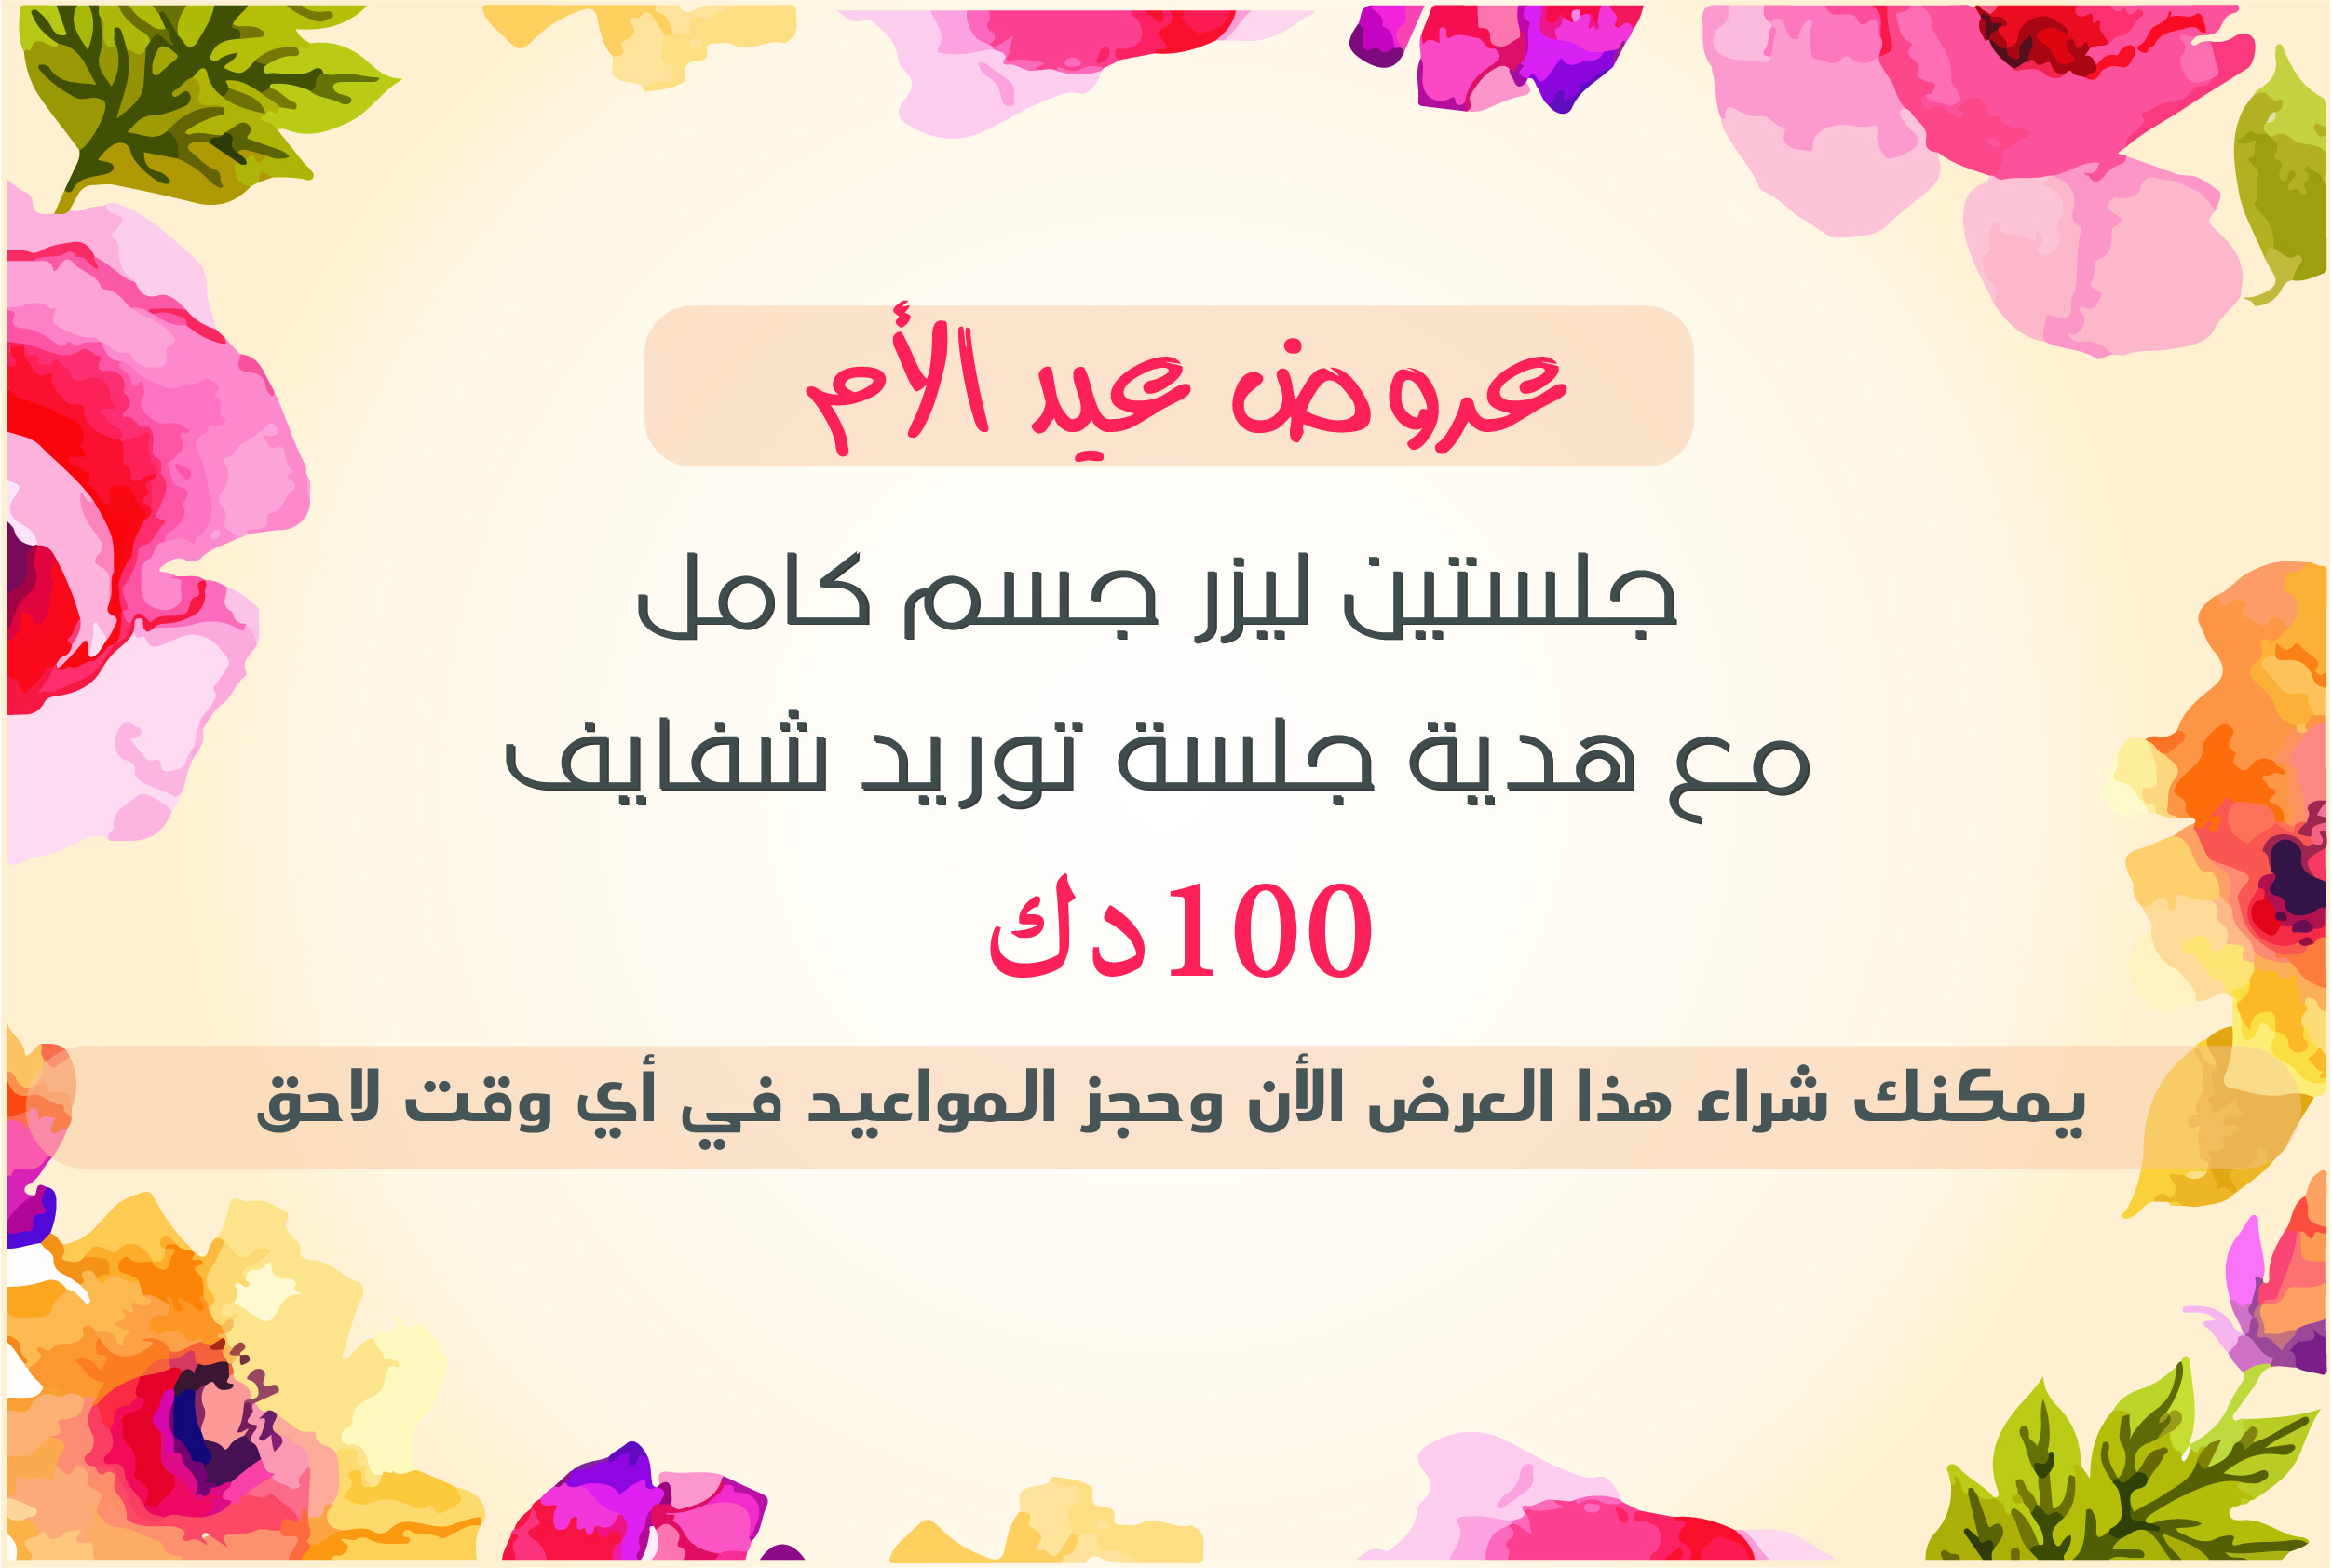 عروض عيد الأم
جلستين ليزر جسم كامل
مع هدية جلسة توريد شفايف
100دك
يمكنك شراء هذا العرض الأن وحجز المواعيد في أي وقت لاحق